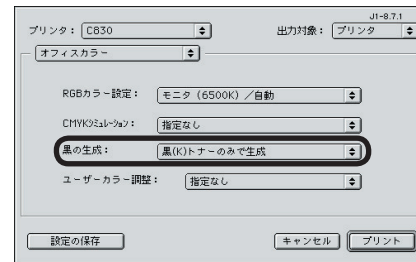 J1-8.7.1
プリンタ： C830 出力対象： プリンタ
オフィスカラー
RGBカラー設定： モニタ（6500K）／自動
CMYKｼﾐｭﾚｰｼｮﾝ： 指定なし
黒の生成： 黒(K)トナーのみで生成
ユーザーカラー調整： 指定なし
設定の保存 キャンセル プリント